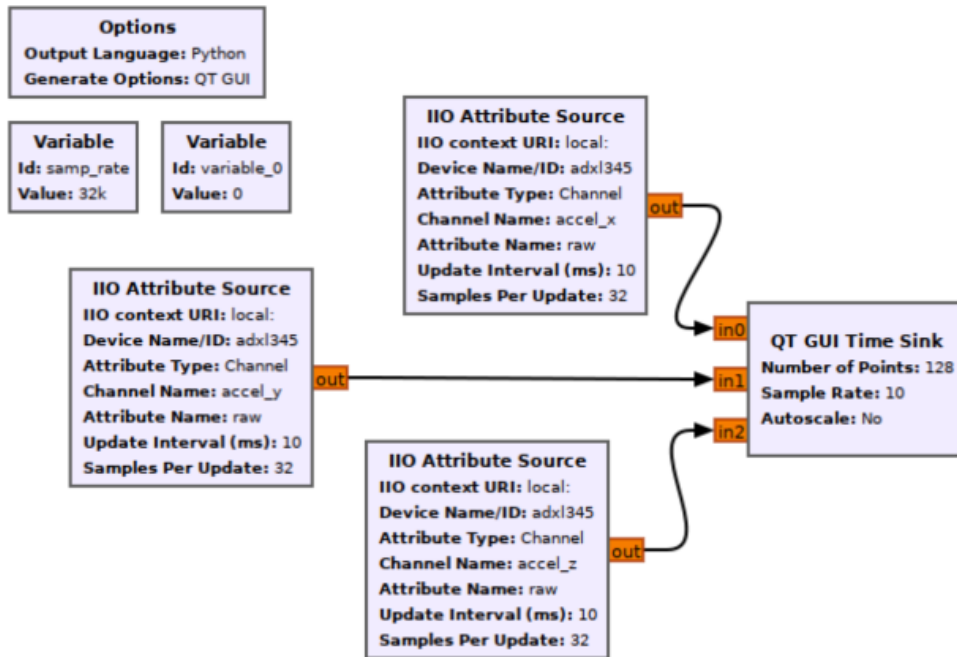 Options
Output Language: Python
Generate Options: QT GUI
Variable
Id: samp_rate
Value: 32k
Variable
Id: variable_0
Value: 0
IIO Attribute Source
IIO context URI: local:
Device Name/ID: adxl345
Attribute Type: Channel
Channel Name: accel_x
Attribute Name: raw
Update Interval (ms): 10
Samples Per Update: 32
out
IIO Attribute Source
IIO context URI: local:
Device Name/ID: adxl345
Attribute Type: Channel
Channel Name: accel_y
Attribute Name: raw
Update Interval (ms): 10
Samples Per Update: 32
out
IIO Attribute Source
IIO context URI: local:
Device Name/ID: adxl345
Attribute Type: Channel
Channel Name: accel_z
Attribute Name: raw
Update Interval (ms): 10
Samples Per Update: 32
out
in0
in1
in2
QT GUI Time Sink
Number of Points: 128
Sample Rate: 10
Autoscale: No